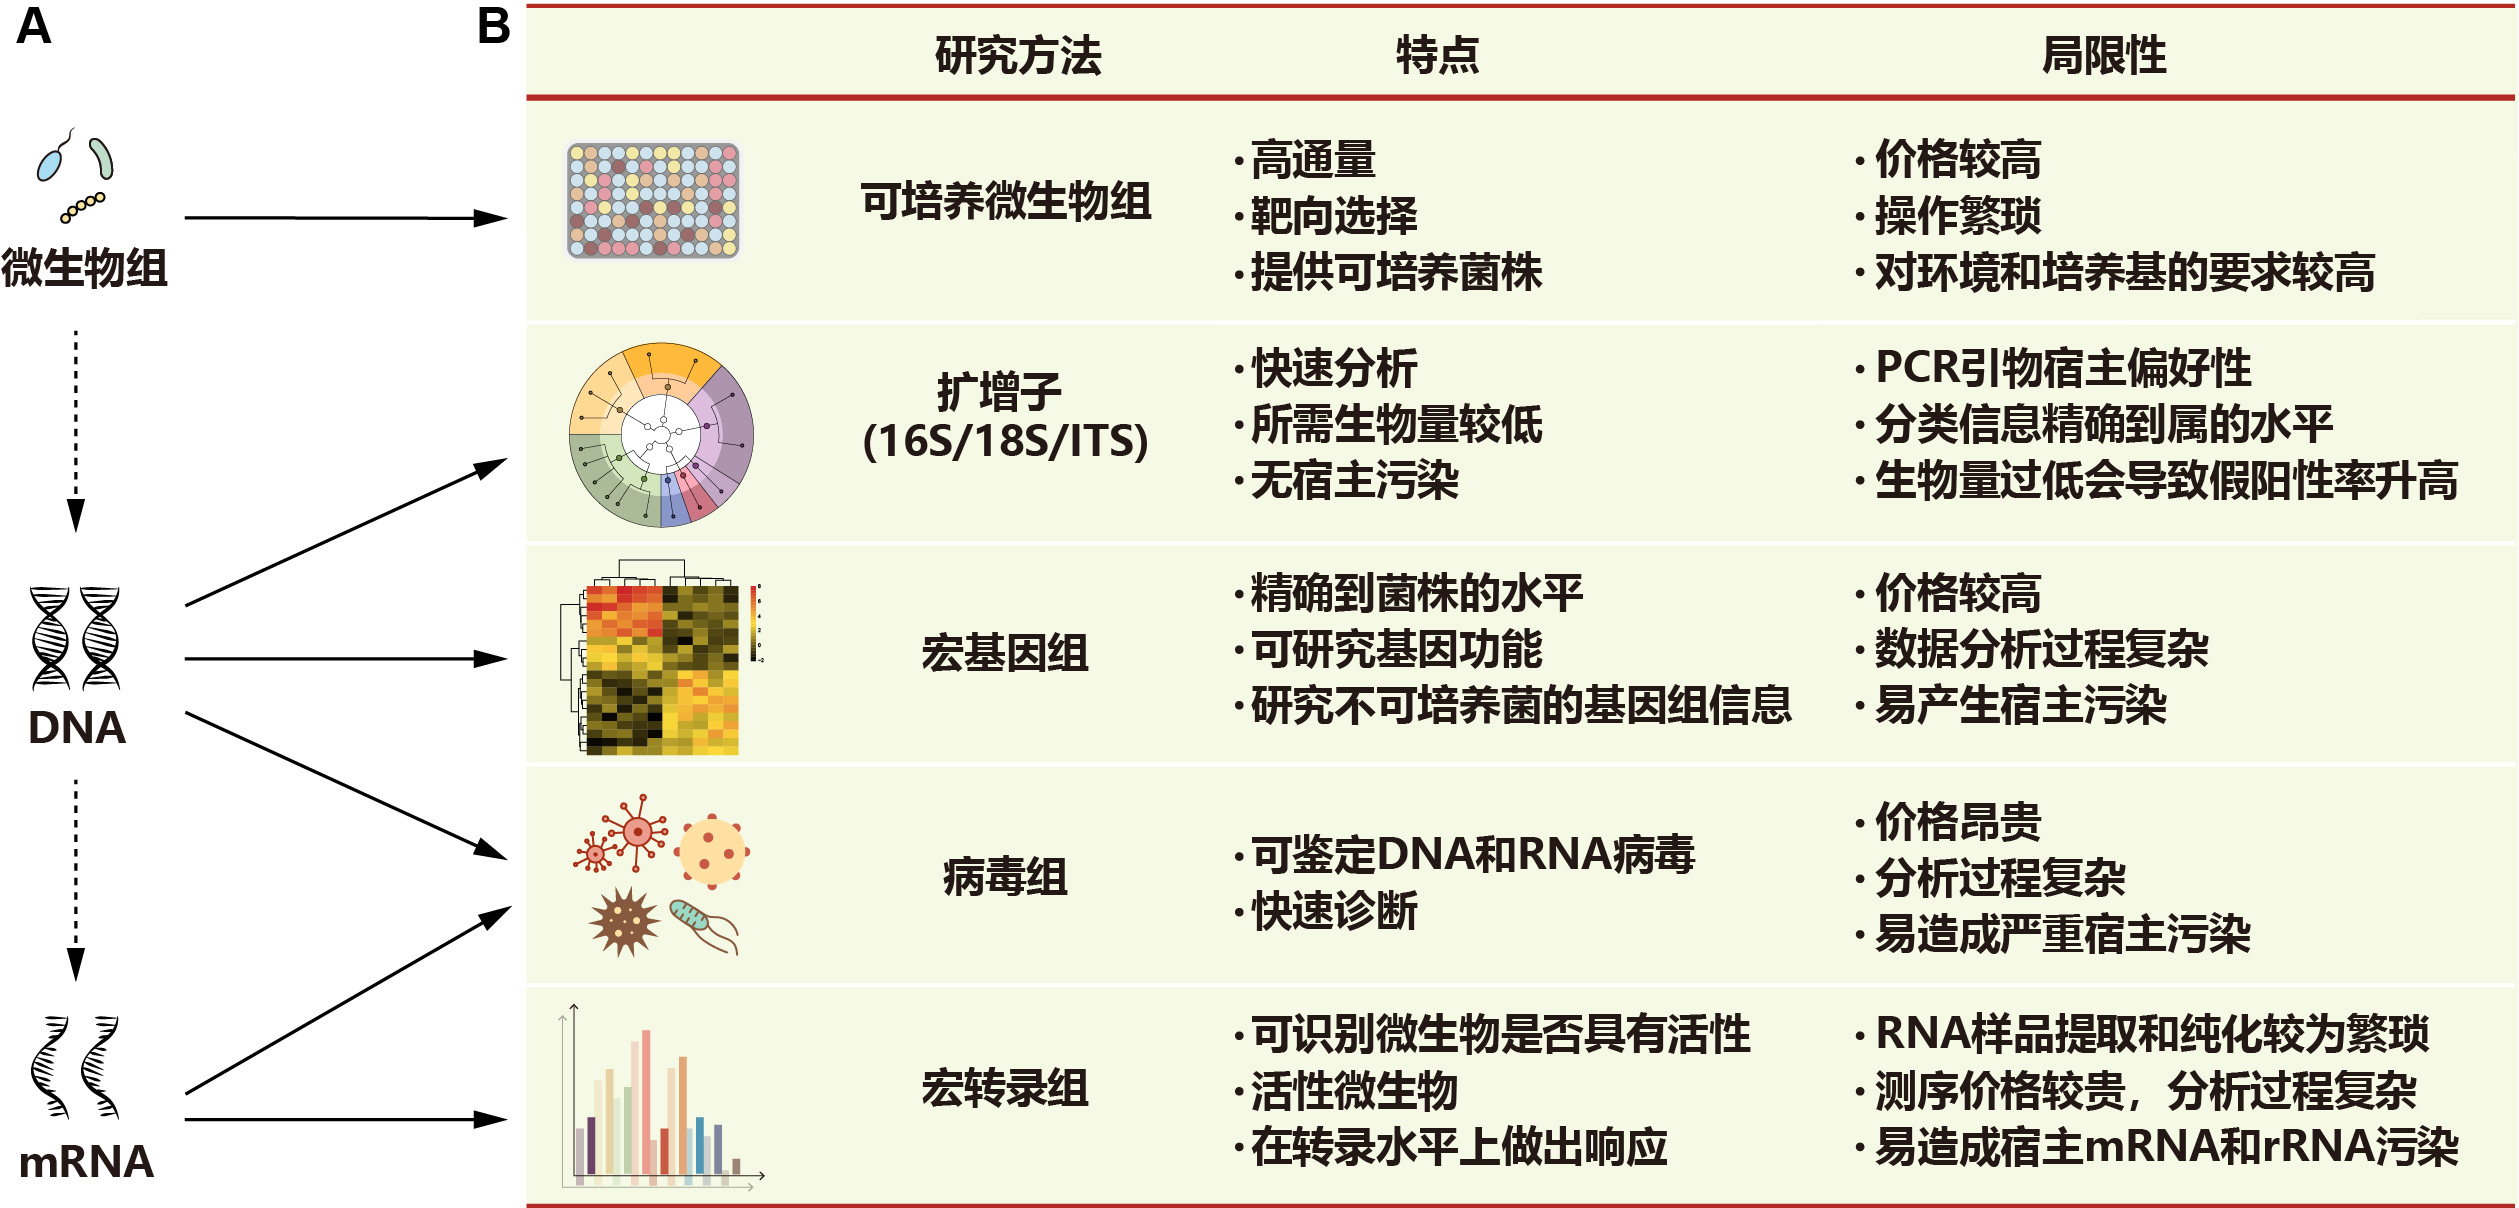 A
B
研究方法
特点
局限性
微生物组
DNA
mRNA
可培养微生物组
·高通量
·靶向选择
·提供可培养菌株
·价格较高
·操作繁琐
·对环境和培养基的要求较高
扩增子
(16S/18S/ITS)
·快速分析
·所需生物量较低
·无宿主污染
·PCR引物宿主偏好性
·分类信息精确到属的水平
·生物量过低会导致假阳性率升高
宏基因组
·精确到菌株的水平
·可研究基因功能
·研究不可培养菌的基因组信息
·价格较高
·数据分析过程复杂
·易产生宿主污染
病毒组
·可鉴定DNA和RNA病毒
·快速诊断
·价格昂贵
·分析过程复杂
·易造成严重宿主污染
宏转录组
·可识别微生物是否具有活性
·活性微生物
·在转录水平上做出响应
·RNA样品提取和纯化较为繁琐
·测序价格较贵，分析过程复杂
·易造成宿主mRNA和rRNA污染